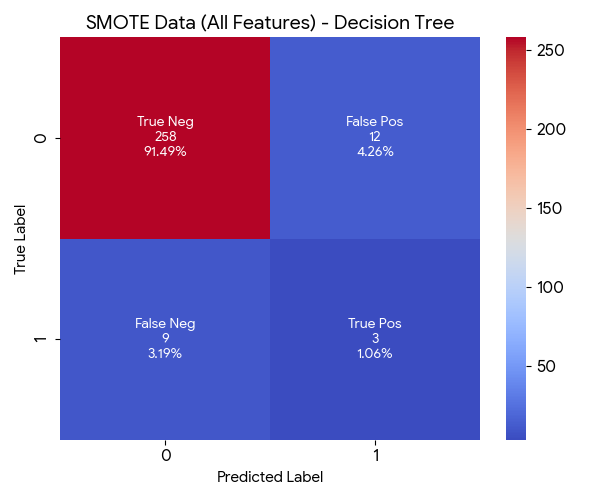 SMOTE Data (All Features) - Decision Tree
True Neg
258
91.49%
False Pos
12
4.26%
False Neg
9
3.19%
True Pos
3
1.06%
0
1
True Label
0
1
Predicted Label
250
200
150
100
50